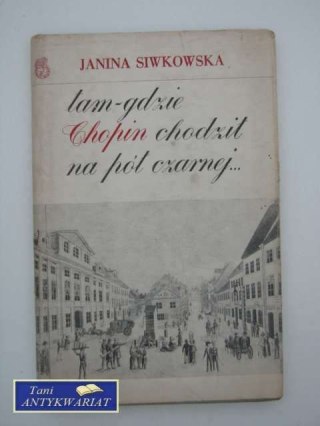 JANINA SIWKOWSKA
tam-gdzie
Chopin chodził
na pół czarnej...
Tani
ANTYKWARIAT